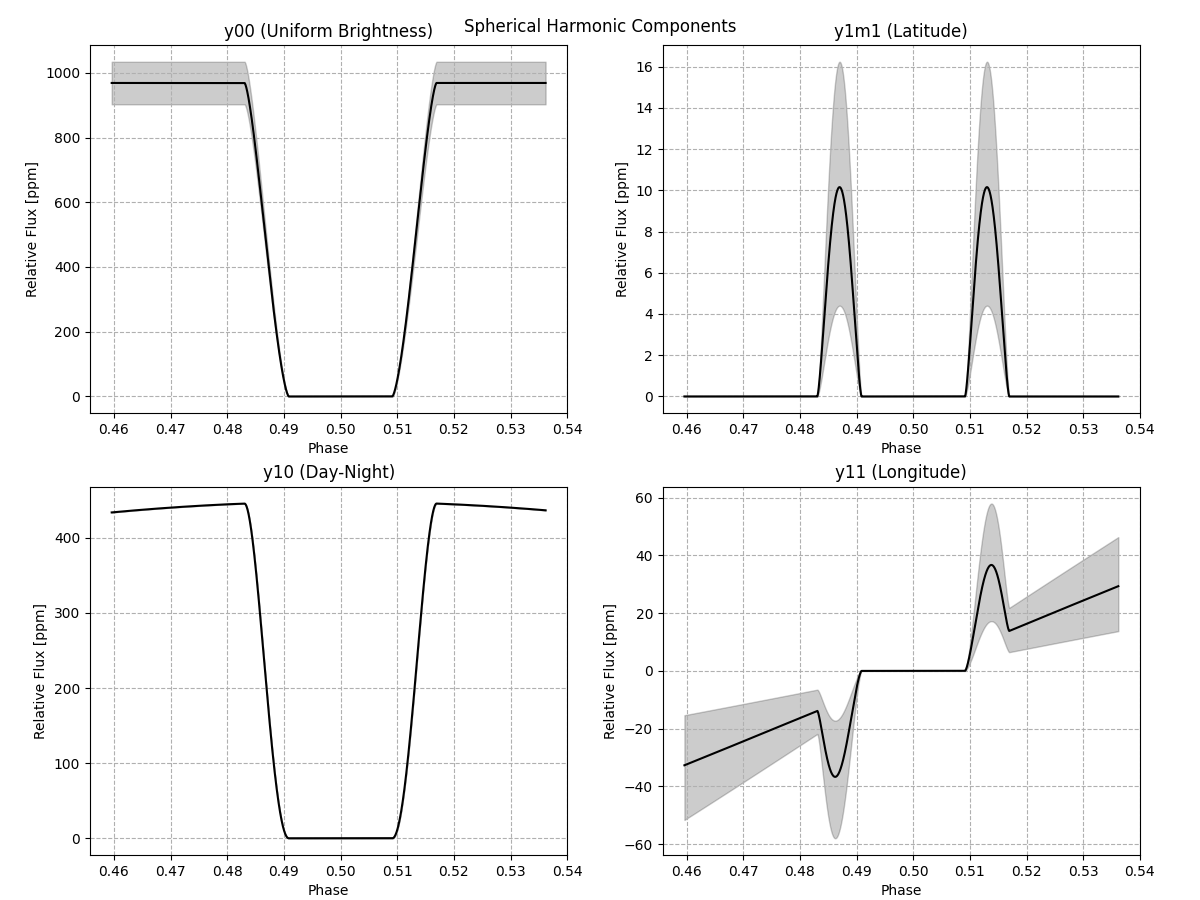 Spherical Harmonic Components
y00 (Uniform Brightness)
Relative Flux [ppm]
1000
800
600
400
200
0
0.46 0.47 0.48 0.49 0.50 0.51 0.52 0.53 0.54
Phase
y1m1 (Latitude)
Relative Flux [ppm]
16
14
12
10
8
6
4
2
0
0.46 0.47 0.48 0.49 0.50 0.51 0.52 0.53 0.54
Phase
y10 (Day-Night)
Relative Flux [ppm]
400
300
200
100
0
0.46 0.47 0.48 0.49 0.50 0.51 0.52 0.53 0.54
Phase
y11 (Longitude)
Relative Flux [ppm]
60
40
20
0
−20
−40
−60
0.46 0.47 0.48 0.49 0.50 0.51 0.52 0.53 0.54
Phase